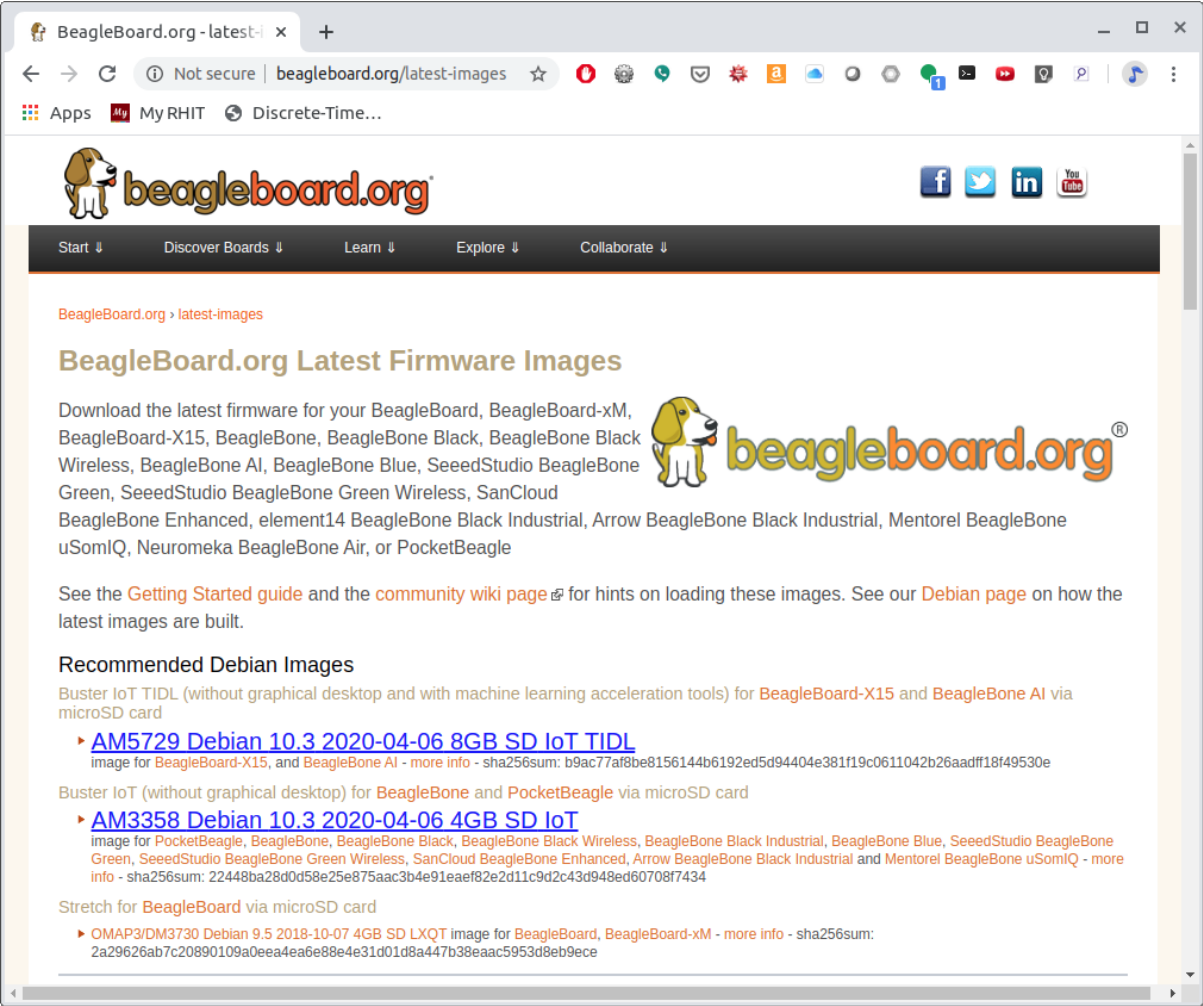 BeagleBoard.org - latest-i
Not secure | beagleboard.org/latest-images
1
Apps
My
My RHIT
Discrete-Time…
beagleboard.org
You
Tube
Start ⇓
Discover Boards ⇓
Learn ⇓
Explore ⇓
Collaborate ⇓
BeagleBoard.org › latest-images
BeagleBoard.org Latest Firmware Images
Download the latest firmware for your BeagleBoard, BeagleBoard-xM,
BeagleBoard-X15, BeagleBone, BeagleBone Black, BeagleBone Black
Wireless, BeagleBone AI, BeagleBone Blue, SeeedStudio BeagleBone
Green, SeeedStudio BeagleBone Green Wireless, SanCloud
BeagleBone Enhanced, element14 BeagleBone Black Industrial, Arrow BeagleBone Black Industrial, Mentorel BeagleBone
uSomIQ, Neuromeka BeagleBone Air, or PocketBeagle
beagleboard.org®
See the Getting Started guide and the community wiki page for hints on loading these images. See our Debian page on how the
latest images are built.
Recommended Debian Images
Buster IoT TIDL (without graphical desktop and with machine learning acceleration tools) for BeagleBoard-X15 and BeagleBone AI via
microSD card
AM5729 Debian 10.3 2020-04-06 8GB SD IoT TIDL
image for BeagleBoard-X15, and BeagleBone AI - more info - sha256sum: b9ac77af8be8156144b6192ed5d94404e381f19c0611042b26aadff18f49530e
Buster IoT (without graphical desktop) for BeagleBone and PocketBeagle via microSD card
AM3358 Debian 10.3 2020-04-06 4GB SD IoT
image for PocketBeagle, BeagleBone, BeagleBone Black, BeagleBone Black Wireless, BeagleBone Black Industrial, BeagleBone Blue, SeeedStudio BeagleBone
Green, SeeedStudio BeagleBone Green Wireless, SanCloud BeagleBone Enhanced, Arrow BeagleBone Black Industrial and Mentorel BeagleBone uSomIQ - more
info - sha256sum: 22448ba28d0d58e25e875aac3b4e91eaef82e2d11c9d2c43d948ed60708f7434
Stretch for BeagleBoard via microSD card
OMAP3/DM3730 Debian 9.5 2018-10-07 4GB SD LXQT image for BeagleBoard, BeagleBoard-xM - more info - sha256sum:
2a29626ab7c20890109a0eea4ea6e88e4e31d01d8a447b38eaac5953d8eb9ece